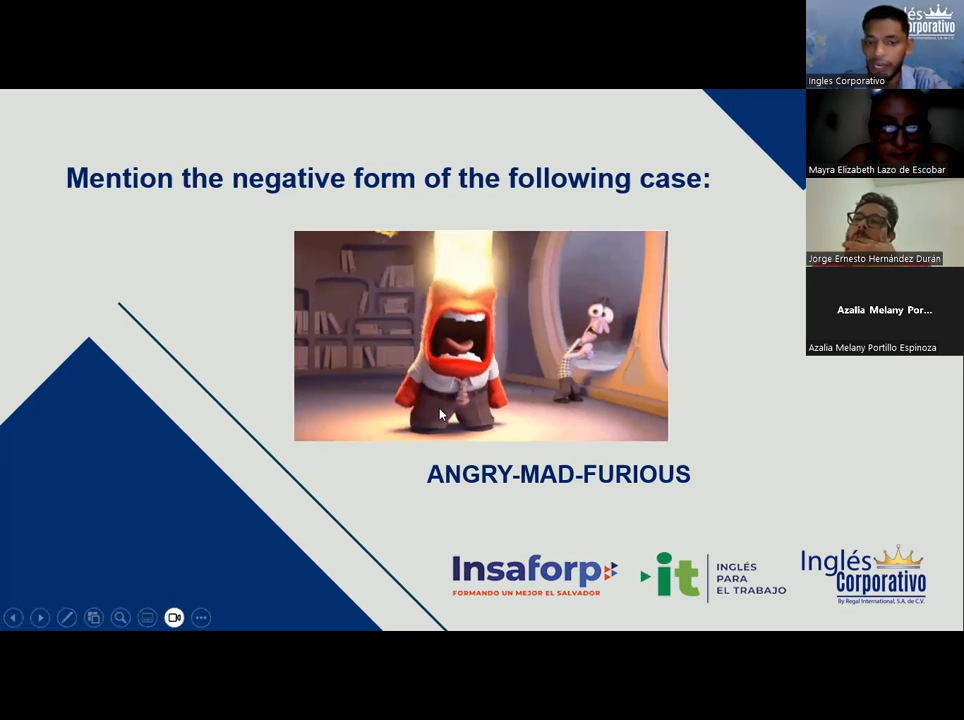 Mention the negative form of the following case:
ANGRY-MAD-FURIOUS
Insaforp
FORMANDO UN MEJOR EL SALVADOR
it
INGLÉS
PARA
EL TRABAJO
Inglés
Corporativo
By Regal International, S.A. de C.V.
Ingles Corporativo
Mayra Elizabeth Lazo de Escobar
Jorge Ernesto Hernández Durán
Azalia Melany Por...
Azalia Melany Portillo Espinoza